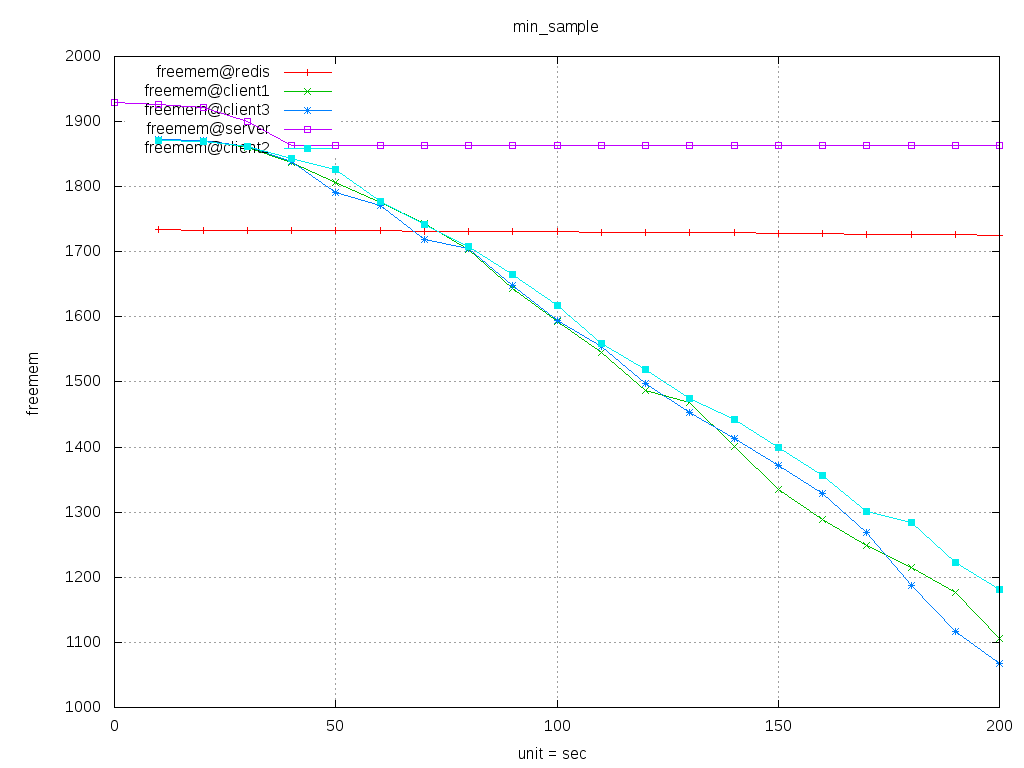 min_sample
2000
1900
1800
1700
1600
1500
1400
1300
1200
1100
1000
freemem
freemem@redis
freemem@client1
freemem@client3
freemem@server
freemem@client2
0 50 100 150 200
unit = sec